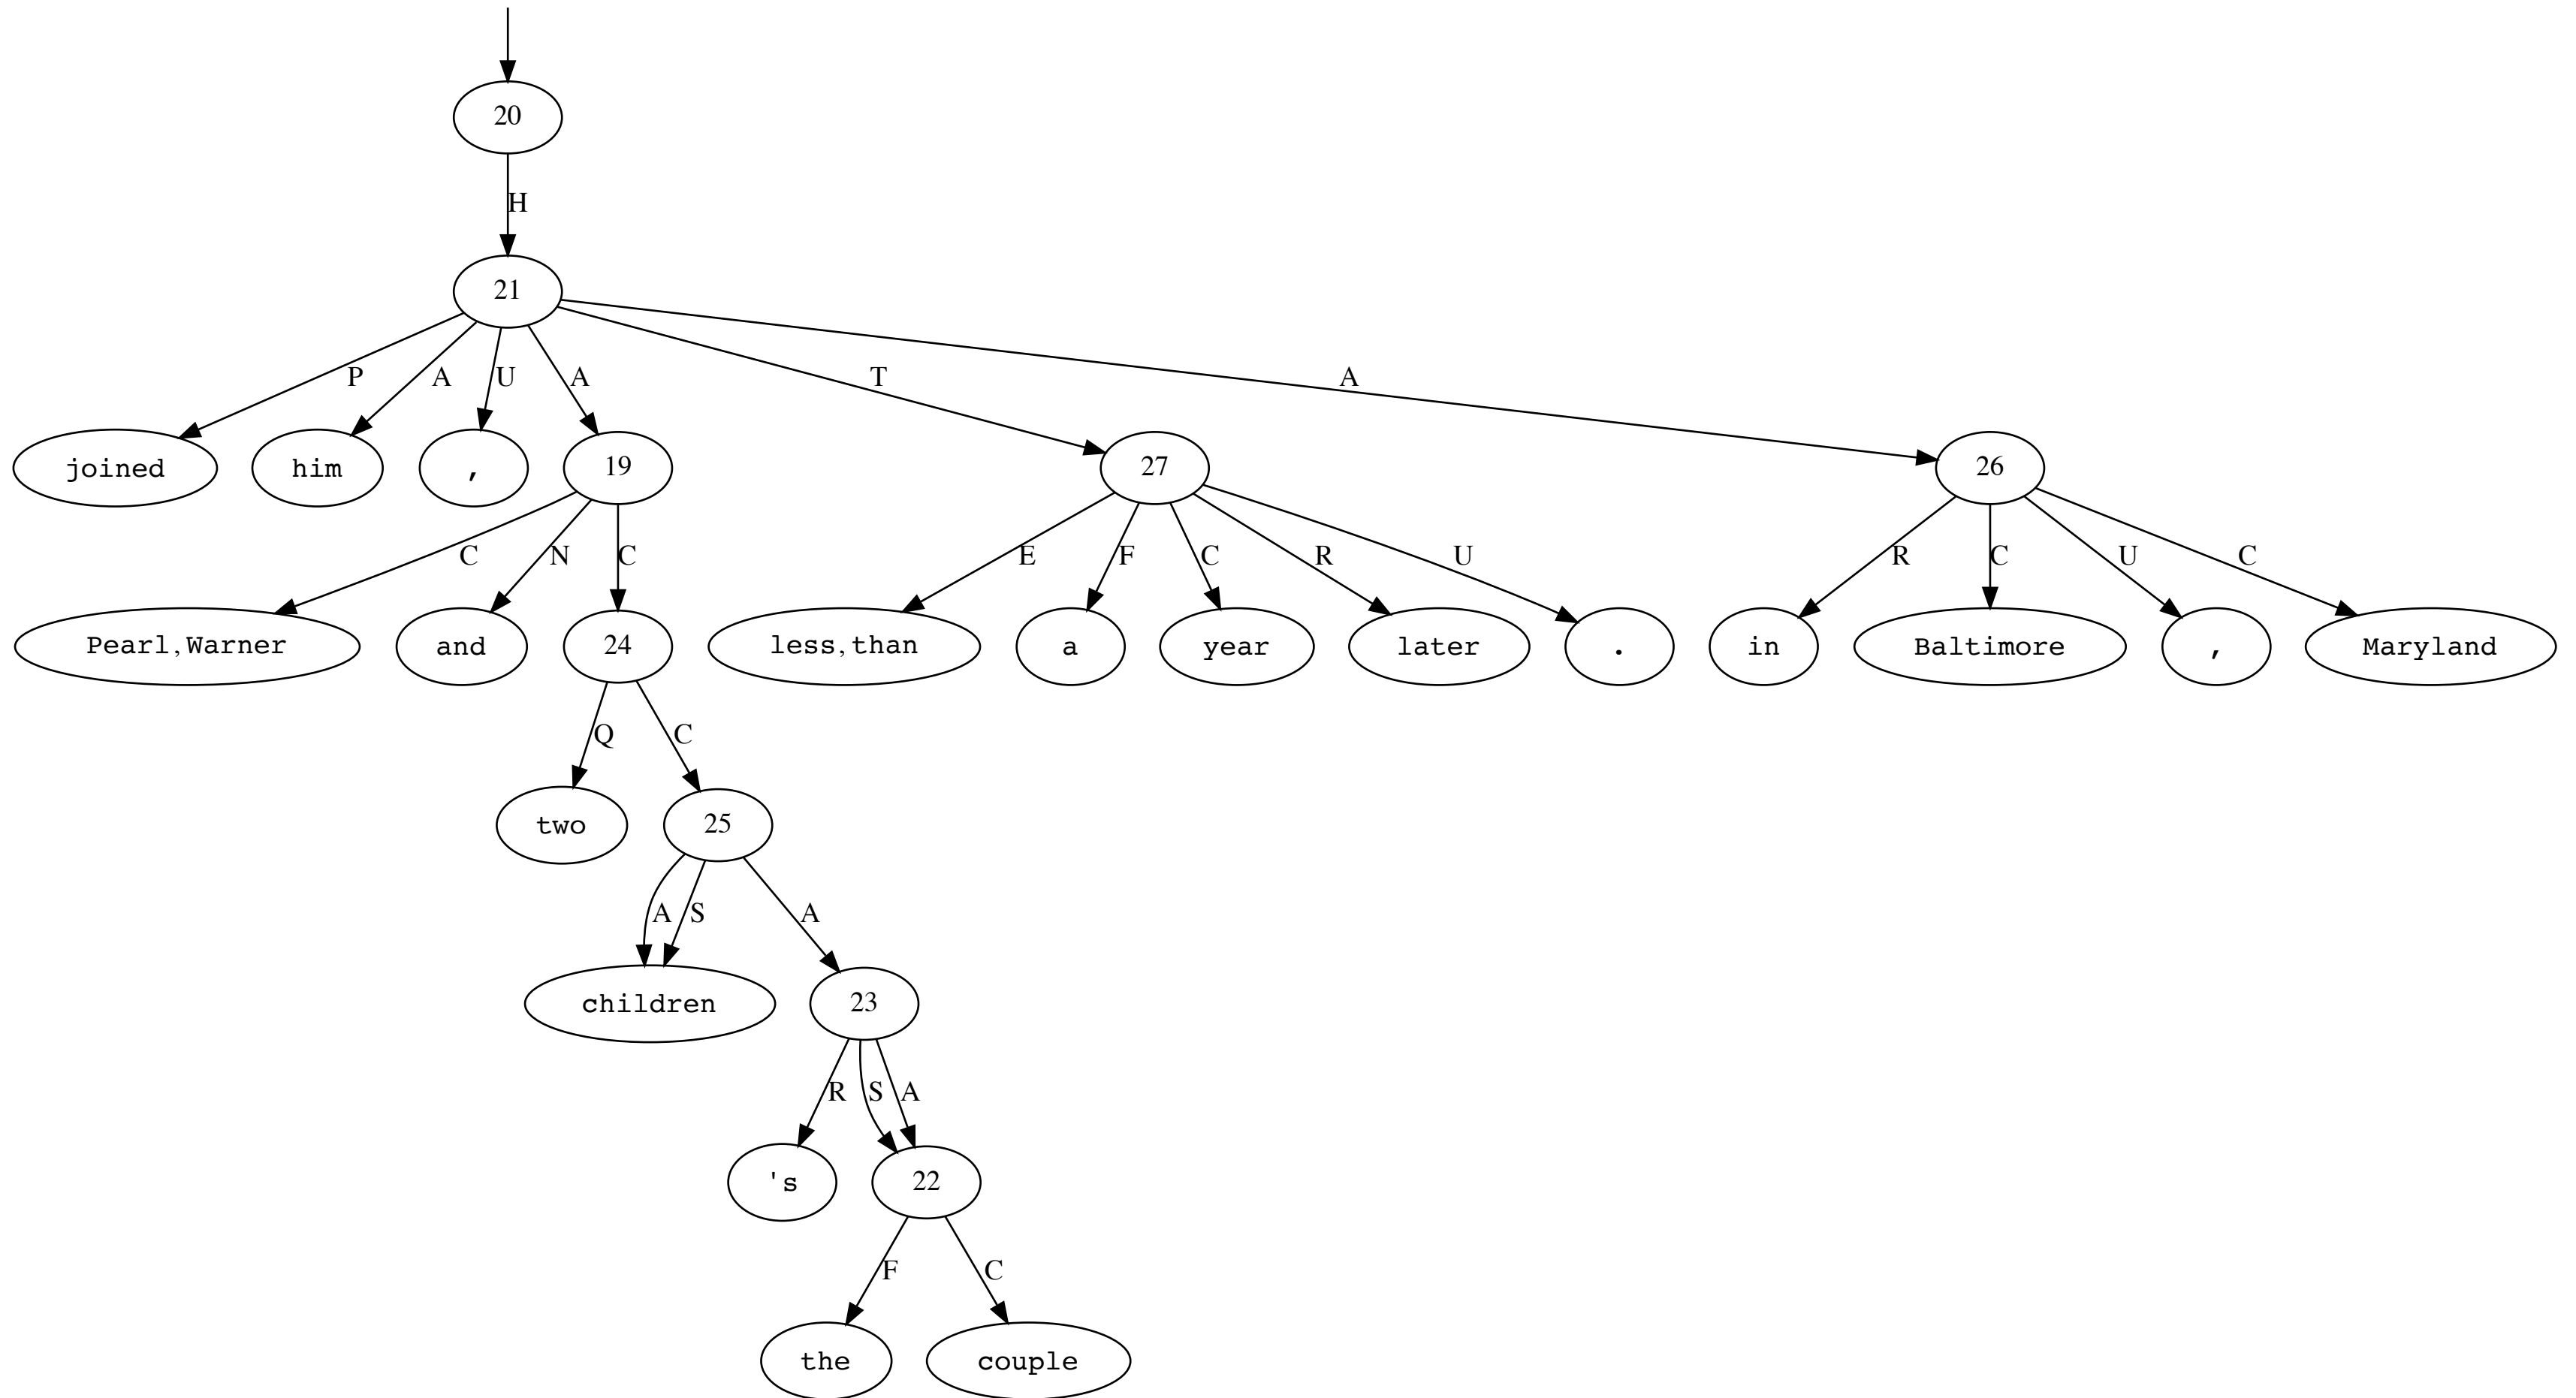 20
H
21
P A U A T A
joined him , 19 27 26
C N C E F C R U R C U C
Pearl,Warner and 24 less,than a year later . in Baltimore , Maryland
Q C
two 25
A S A
children 23
R S A
's 22
F C
the couple